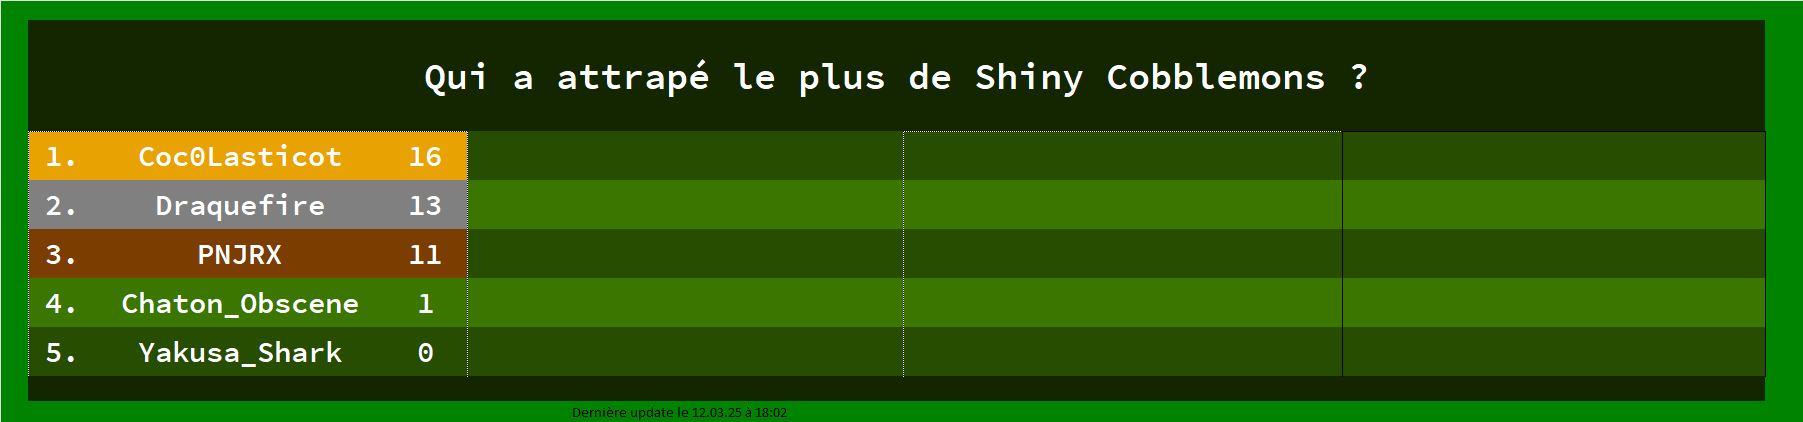 Qui a attrapé le plus de Shiny Cobblemons ?
1. Coc0Lasticot 16
2. Draquefire 13
3. PNJRX 11
4. Chaton_Obscene 1
5. Yakusa_Shark 0
Dernière update le 12.03.25 à 18:02